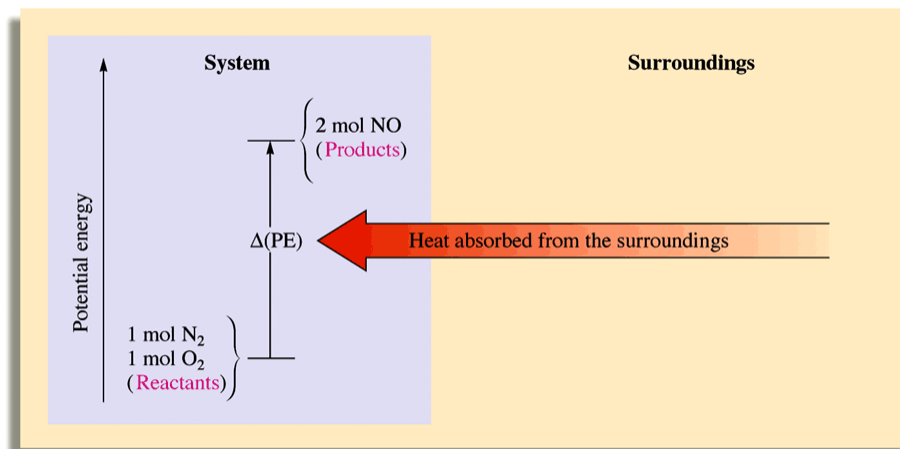 System
Surroundings
2 mol NO
(Products)
Potential energy
Δ(PE)
Heat absorbed from the surroundings
1 mol N₂
1 mol O₂
(Reactants)